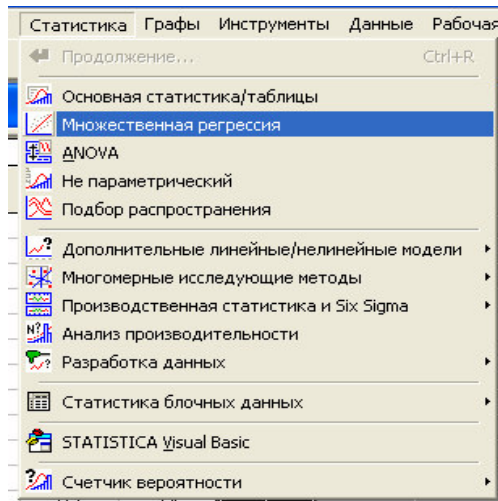 Статистика Графы Инструменты Данные Рабочая
Продолжение... Ctrl+R
Основная статистика/таблицы
Множественная регрессия
ANOVA
Не параметрический
Подбор распространения
Дополнительные линейные/нелинейные модели
Многомерные исследующие методы
Производственная статистика и Six Sigma
Анализ производительности
Разработка данных
Статистика блочных данных
STATISTICA Visual Basic
Счетчик вероятности